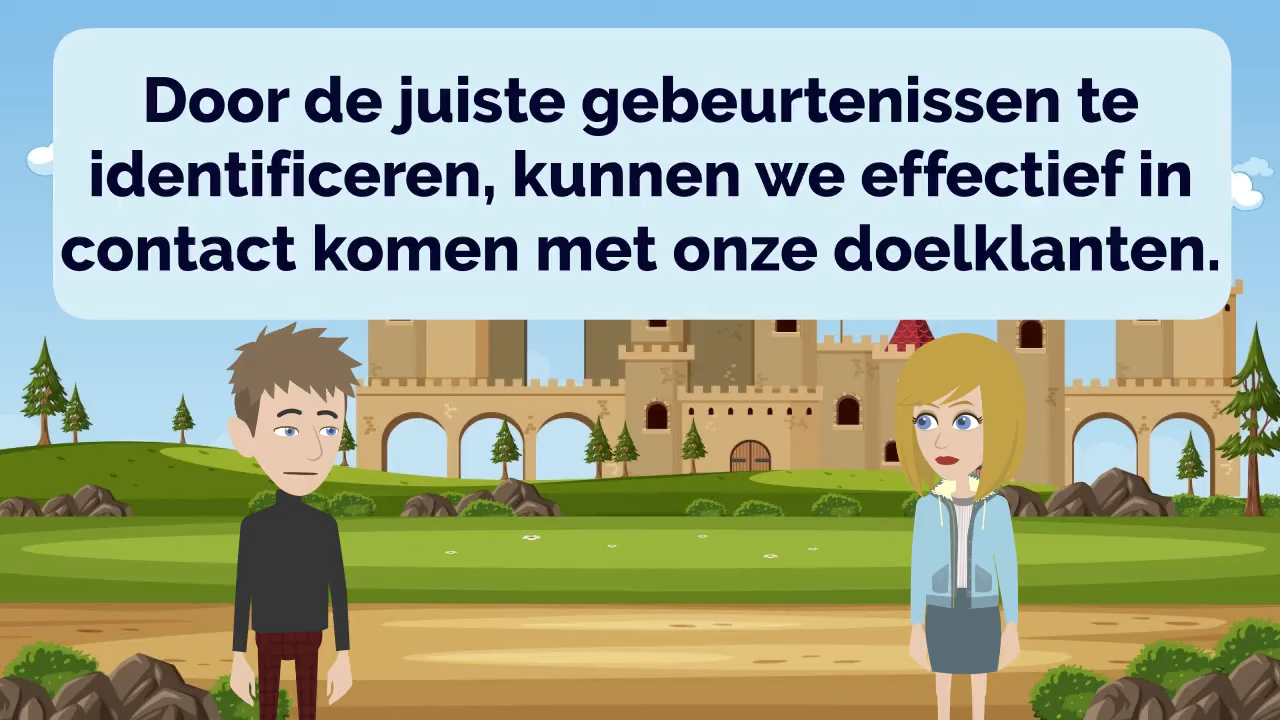 Door de juiste gebeurtenissen te
identificeren, kunnen we effectief in
contact komen met onze doelklanten.